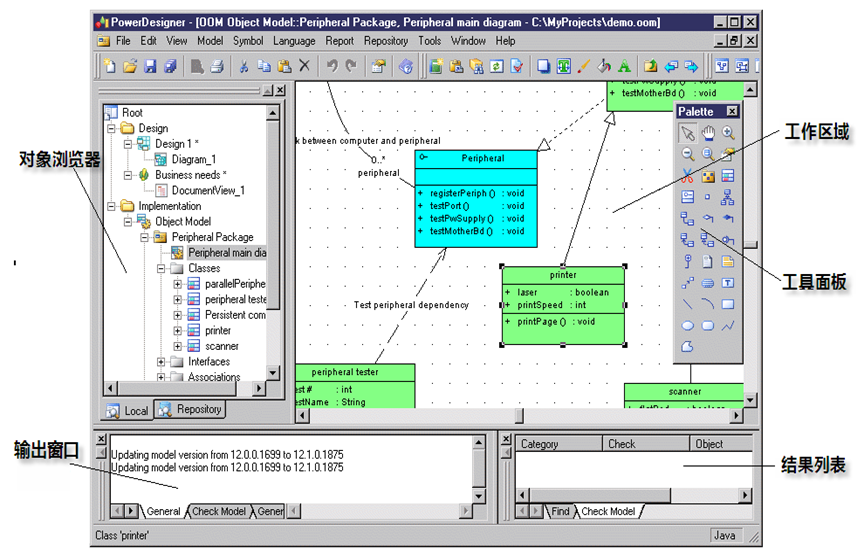 PowerDesigner - [OOM Object Model::Peripheral Package, Peripheral main diagram - C:\MyProjects\demo.oom]
File Edit View Model Symbol Language Report Repository Tools Window Help
对象浏览器
Root
Design
Design 1 *
Diagram_1
Business needs *
DocumentView_1
Implementation
Object Model
Peripheral Package
Peripheral main dia
Classes
parallelPeriphe
peripheral teste
Persistent com
printer
scanner
Interfaces
Associations
Local Repository
+ testMotherBd () : void
k between computer and peripheral
0..*
peripheral
Peripheral
+ registerPeriph () : void
+ testPort () : void
+ testPwSupply () : void
+ testMotherBd () : void
Test peripheral dependency
printer
+ laser : boolean
+ printSpeed : int
+ printPage () : void
peripheral tester
est# : int
estName : String
scanner
Palette
工作区域
工具面板
输出窗口
Updating model version from 12.0.0.1699 to 12.1.0.1875
Updating model version from 12.0.0.1699 to 12.1.0.1875
General Check Model Gener
Category Check Object
Find Check Model
结果列表
Class 'printer'
Java